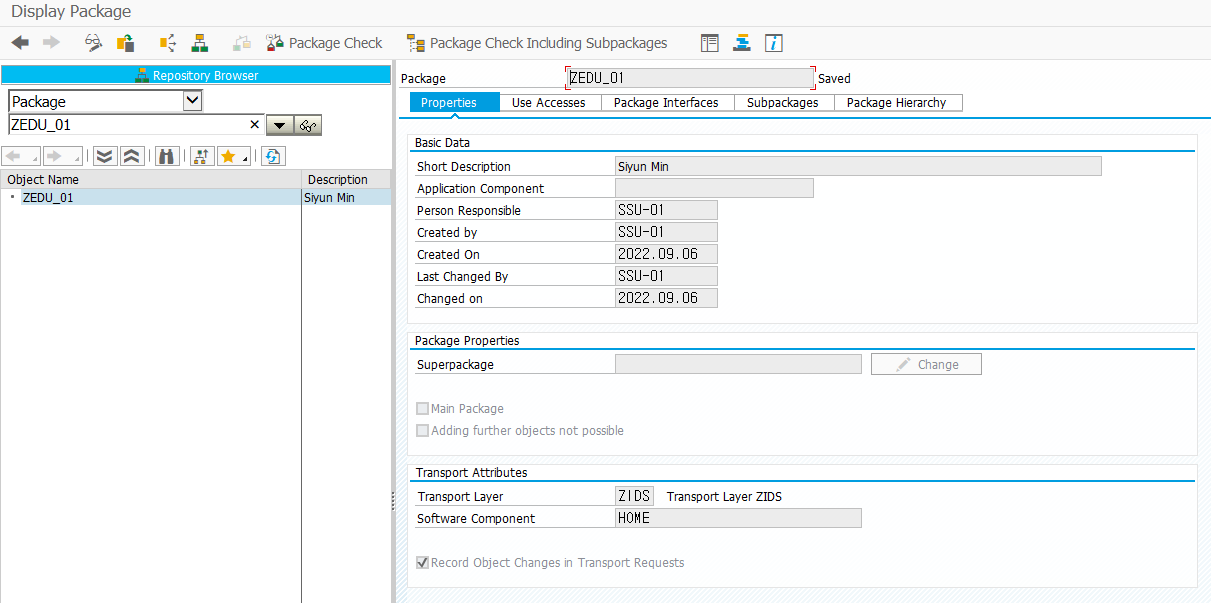 Display Package
Package Check
Package Check Including Subpackages
Repository Browser
Package
ZEDU_01
Object Name Description
ZEDU_01 Siyun Min
Package ZEDU_01 Saved
Properties Use Accesses Package Interfaces Subpackages Package Hierarchy
Basic Data
Short Description Siyun Min
Application Component
Person Responsible SSU-01
Created by SSU-01
Created On 2022.09.06
Last Changed By SSU-01
Changed on 2022.09.06
Package Properties
Superpackage Change
Main Package
Adding further objects not possible
Transport Attributes
Transport Layer ZIDS Transport Layer ZIDS
Software Component HOME
Record Object Changes in Transport Requests